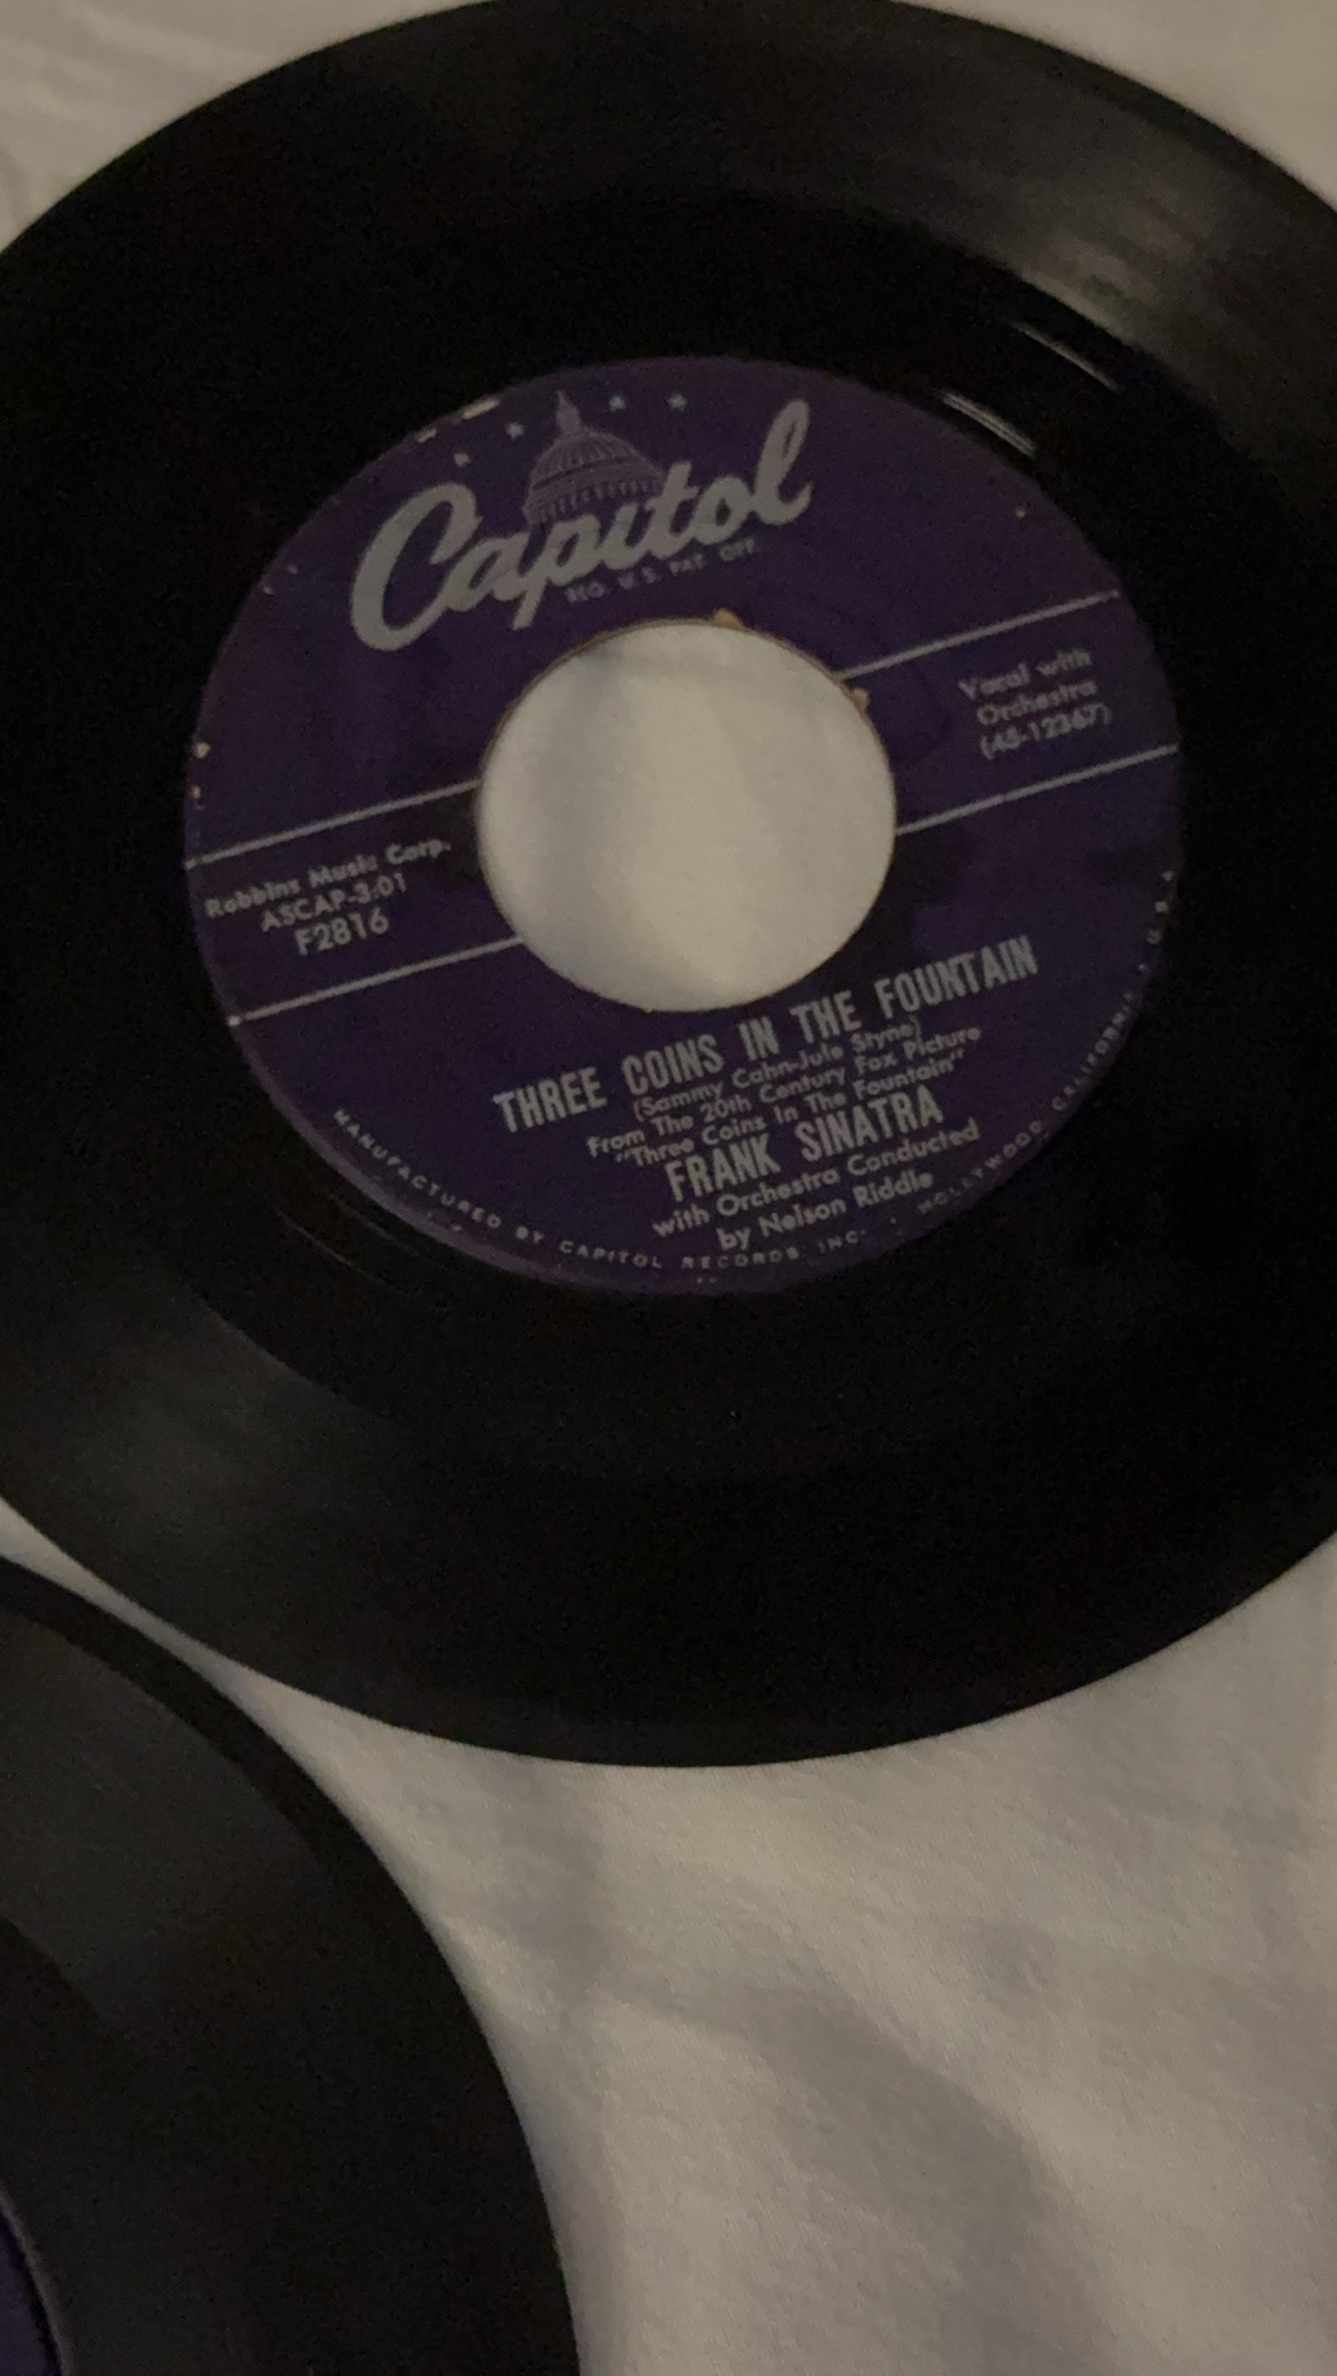 Capitol
REG. U.S. PAT. OFF.
Vocal with
Orchestra
(45-12367)
Robbins Music Corp.
ASCAP-3:01
F2816
THREE COINS IN THE FOUNTAIN
(Sammy Cahn-Jule Styne)
From The 20th Century Fox Picture
"Three Coins In The Fountain"
FRANK SINATRA
with Orchestra Conducted
by Nelson Riddle
MANUFACTURED BY CAPITOL RECORDS, INC. • HOLLYWOOD, CALIFORNIA • U.S.A.